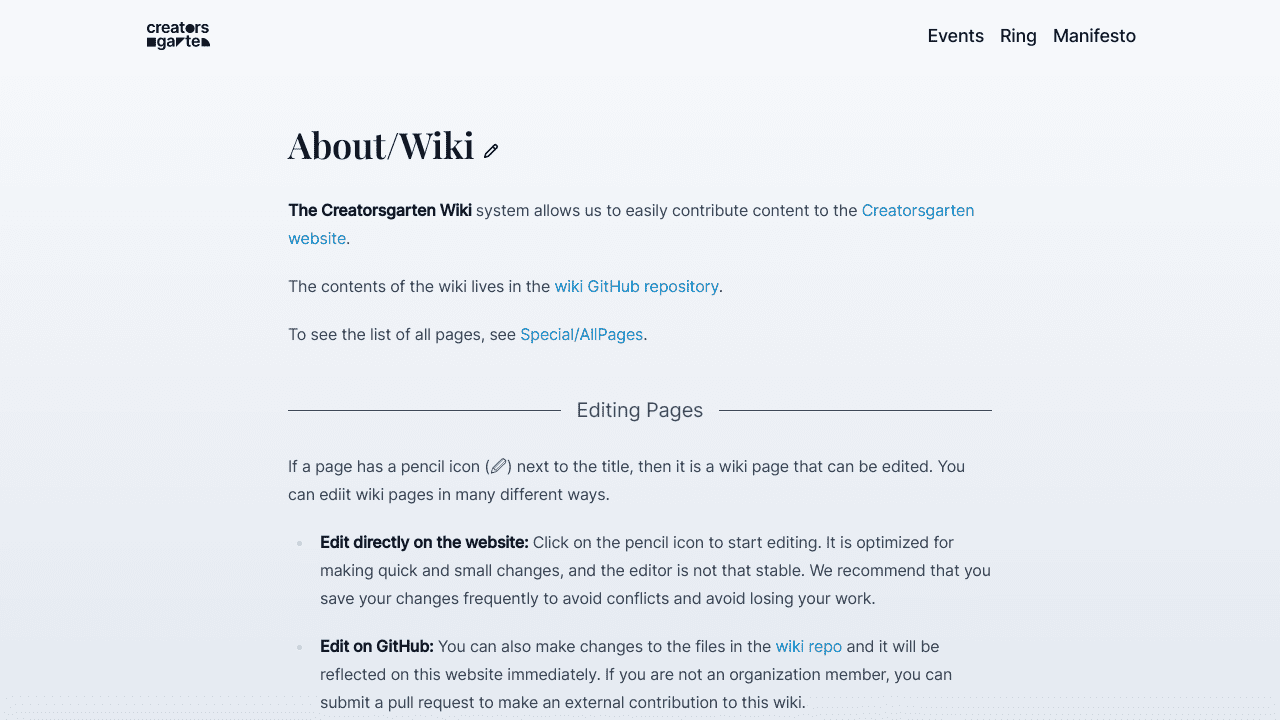 creators
garten
Events Ring Manifesto
About/Wiki
The Creatorsgarten Wiki system allows us to easily contribute content to the Creatorsgarten
website.
The contents of the wiki lives in the wiki GitHub repository.
To see the list of all pages, see Special/AllPages.
Editing Pages
If a page has a pencil icon (🖉) next to the title, then it is a wiki page that can be edited. You
can ediit wiki pages in many different ways.
Edit directly on the website: Click on the pencil icon to start editing. It is optimized for
making quick and small changes, and the editor is not that stable. We recommend that you
save your changes frequently to avoid conflicts and avoid losing your work.
Edit on GitHub: You can also make changes to the files in the wiki repo and it will be
reflected on this website immediately. If you are not an organization member, you can
submit a pull request to make an external contribution to this wiki.